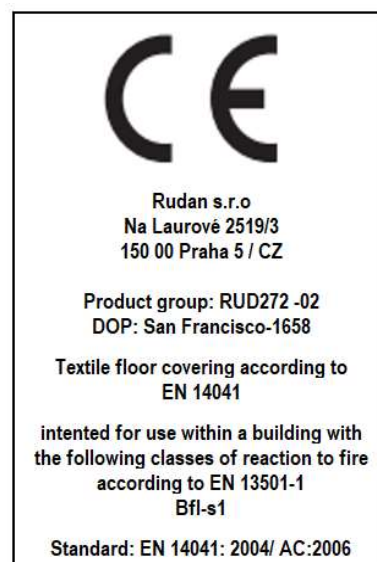 CE
Rudan s.r.o
Na Laurové 2519/3
150 00 Praha 5 / CZ
Product group: RUD272 -02
DOP: San Francisco-1658
Textile floor covering according to
EN 14041
intented for use within a building with
the following classes of reaction to fire
according to EN 13501-1
Bfl-s1
Standard: EN 14041: 2004/ AC:2006